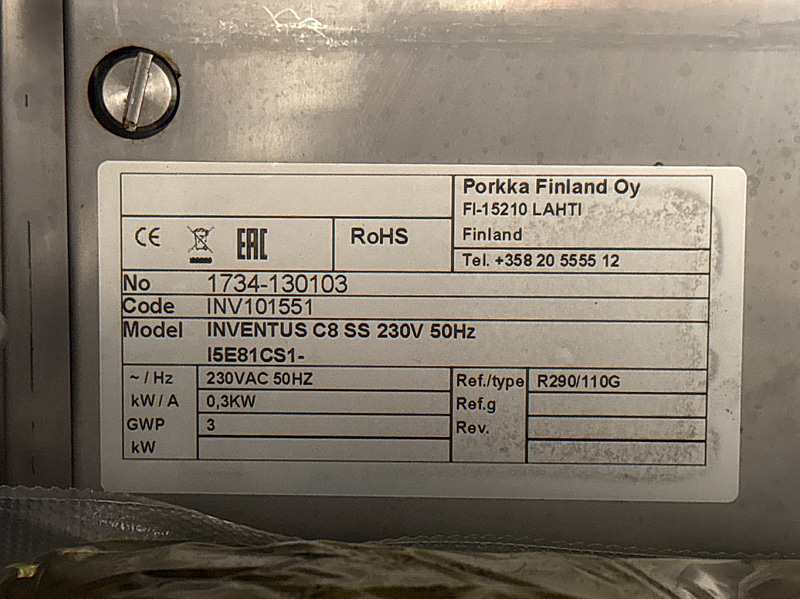 Porkka Finland Oy
FI-15210 LAHTI
Finland
Tel. +358 20 5555 12
CE EAC RoHS
No 1734-130103
Code INV101551
Model INVENTUS C8 SS 230V 50Hz
I5E81CS1-
~ / Hz 230VAC 50HZ Ref./type R290/110G
kW / A 0,3KW Ref.g
GWP 3 Rev.
kW